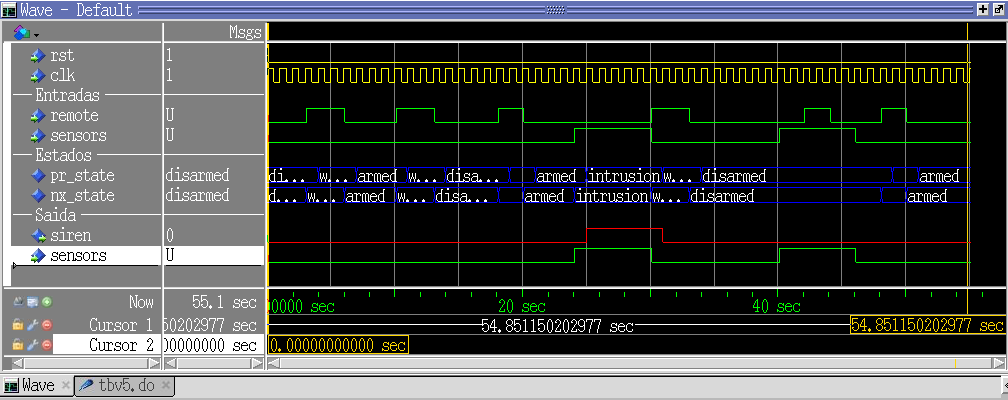 Wave - Default
Msgs
rst 1
clk 1
Entradas
remote U
sensors U
Estados
pr_state disarmed di... w... armed w... disa... armed intrusion w... disarmed armed
nx_state disarmed d... w... armed w... disa... armed intrusion w... disarmed armed
Saida
siren 0
sensors U
Now 55.1 sec 00000 sec 20 sec 40 sec
Cursor 1 50202977 sec 54.851150202977 sec 54.851150202977 sec
Cursor 2 00000000 sec 0.00000000000 sec
Wave tbv5.do